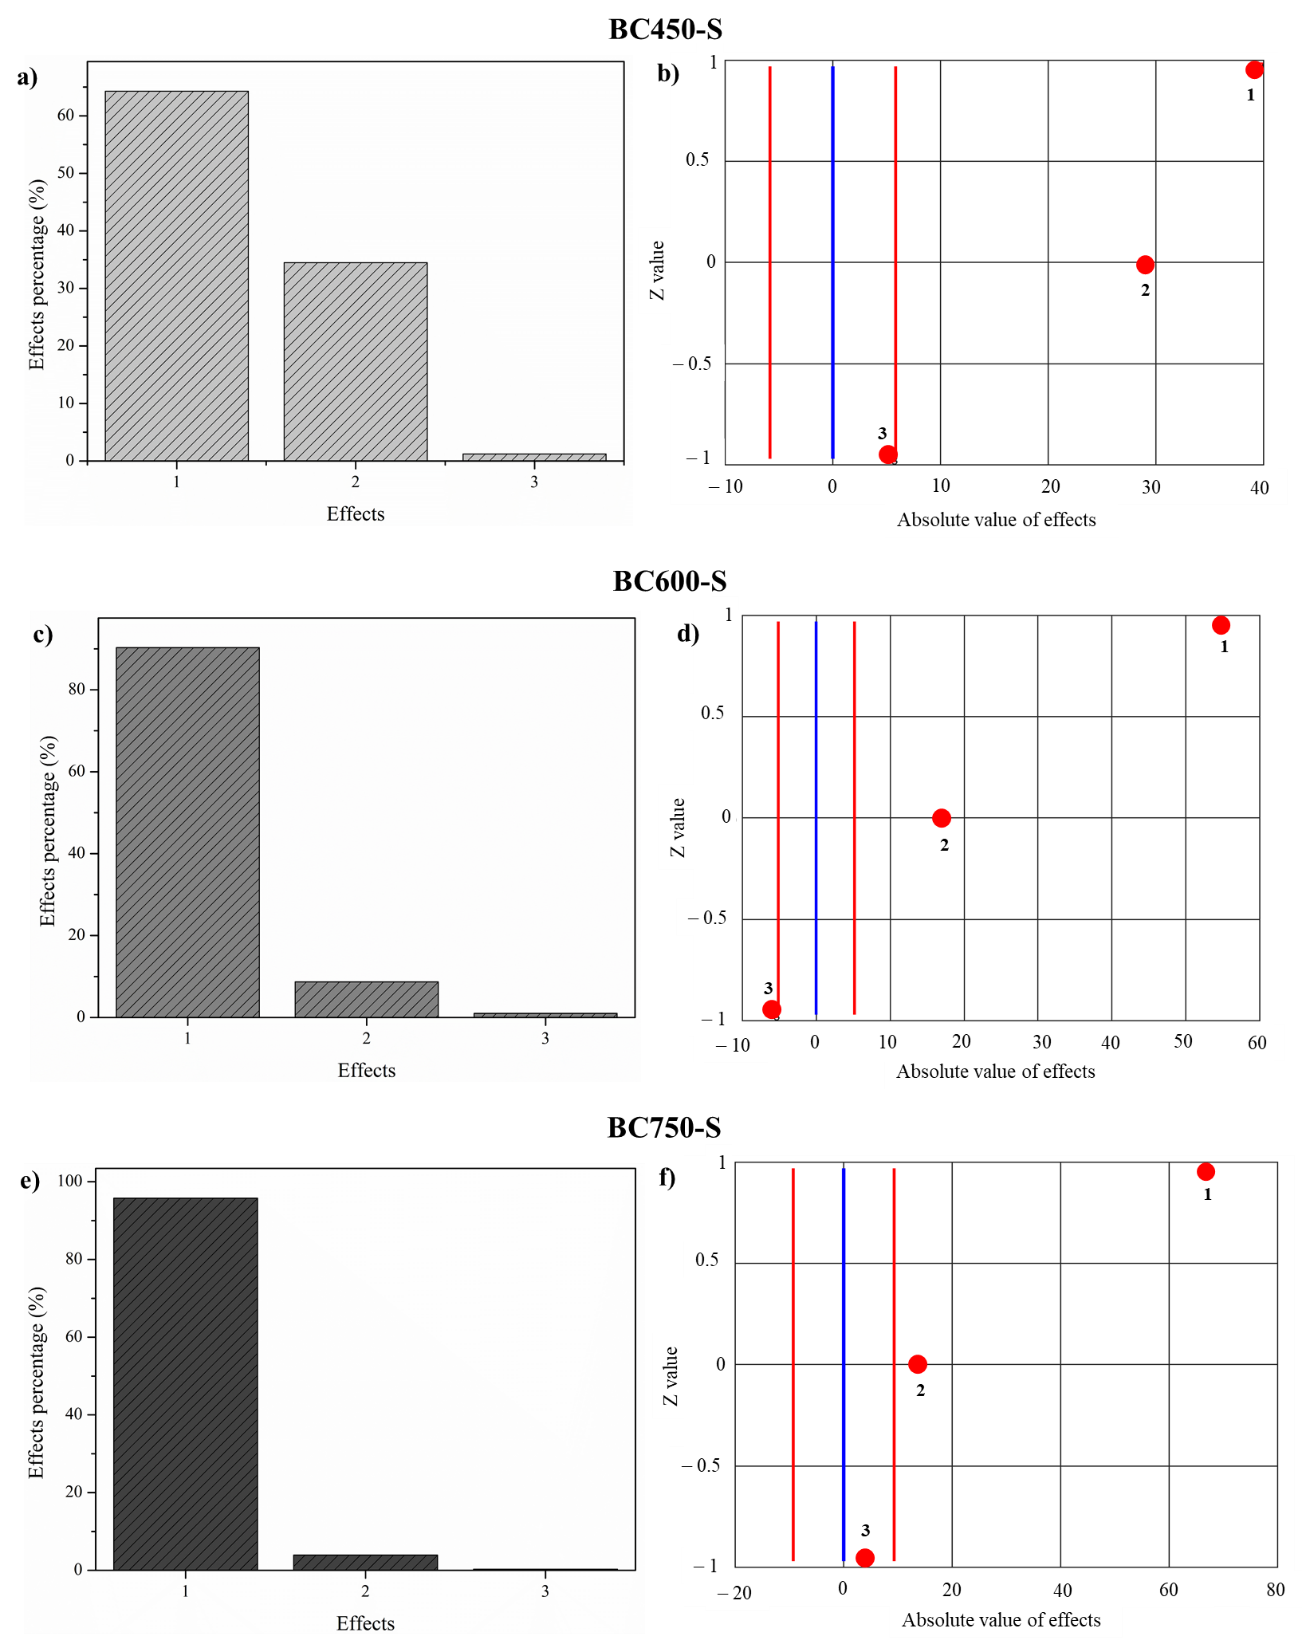 BC450-S
a)
Effects percentage (%)
60
50
40
30
20
10
0
1 2 3
Effects
b)
Z value
1
0.5
0
– 0.5
– 1
1
2
3
– 10 0 10 20 30 40
Absolute value of effects
BC600-S
c)
Effects percentage (%)
80
60
40
20
0
1 2 3
Effects
d)
Z value
1
0.5
0
– 0.5
– 1
1
2
3
– 10 0 10 20 30 40 50 60
Absolute value of effects
BC750-S
e)
Effects percentage (%)
100
80
60
40
20
0
1 2 3
Effects
f)
Z value
1
0.5
0
– 0.5
– 1
1
2
3
– 20 0 20 40 60 80
Absolute value of effects